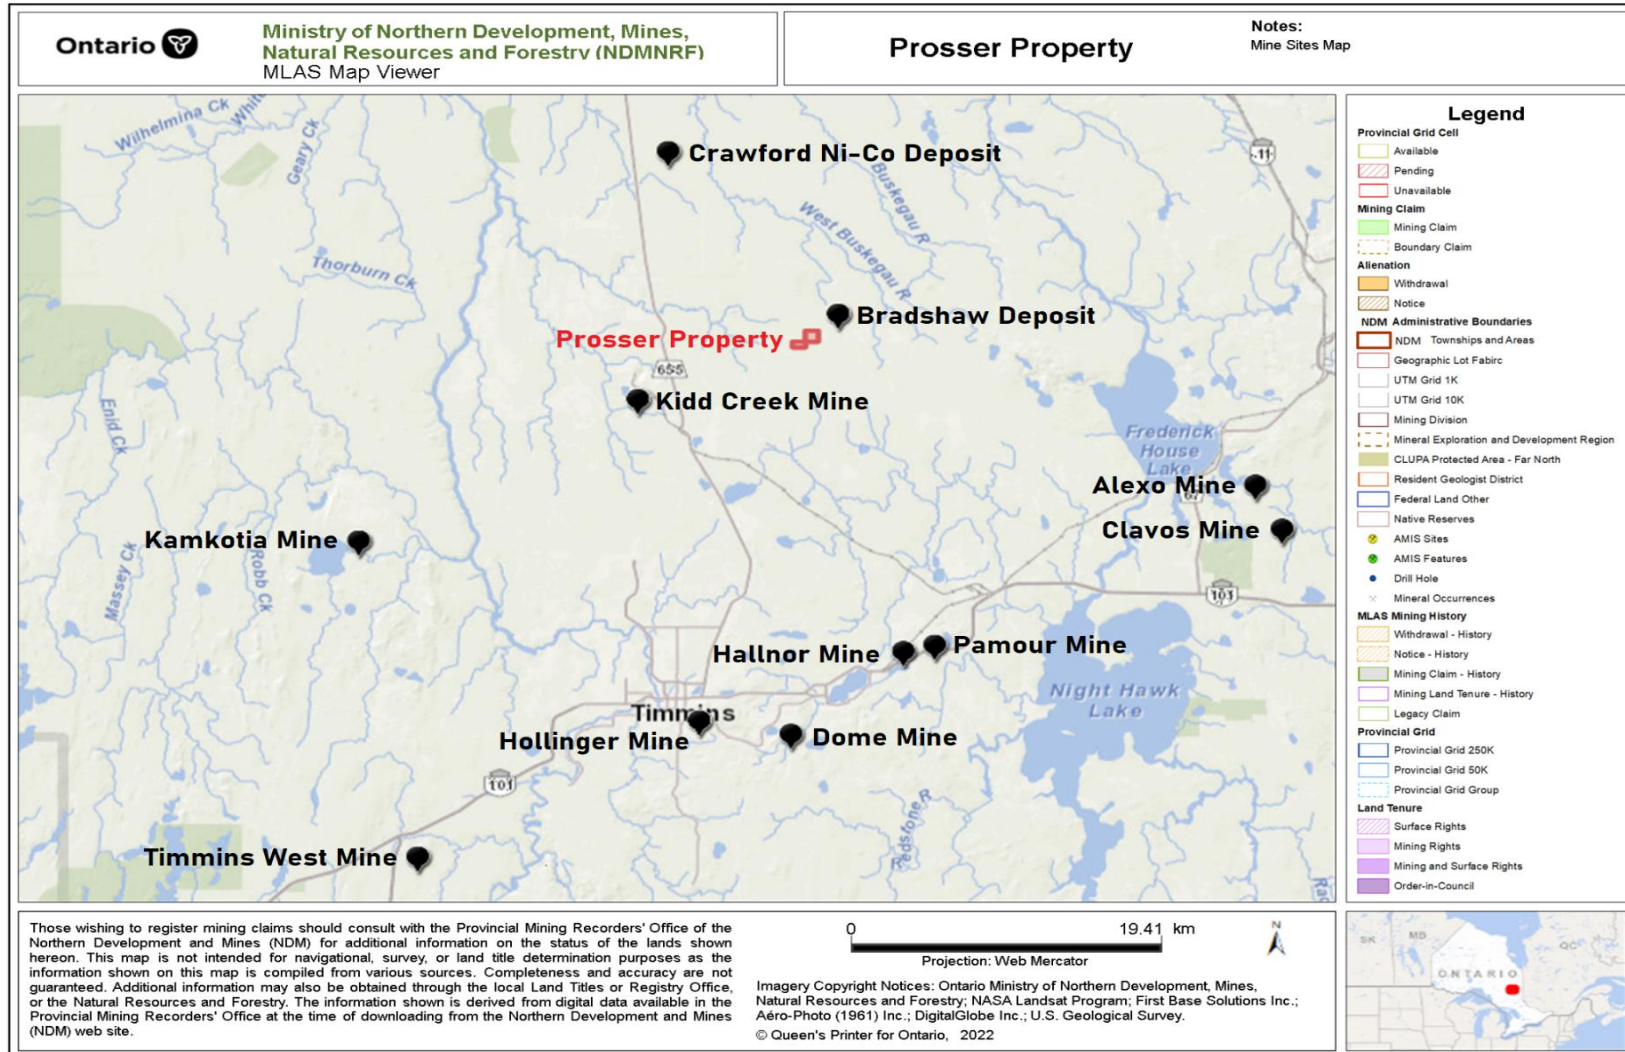 Ontario
Ministry of Northern Development, Mines,
Natural Resources and Forestry (NDMNRF)
MLAS Map Viewer
Prosser Property
Notes:
Mine Sites Map
Wilhelmina Ck
Geary Ck
Crawford Ni-Co Deposit
11
Buskegau R
West Buskegau R
Thorburn Ck
Bradshaw Deposit
Prosser Property
655
Kidd Creek Mine
Enid Ck
Frederick
House
Lake
Alexo Mine
67
Clavos Mine
Kamkotia Mine
Massey Ck
Robb Ck
101
Hallnor Mine
Pamour Mine
Night Hawk
Lake
Timmins
Hollinger Mine
Dome Mine
101
Redstone R
Timmins West Mine
Legend
Provincial Grid Cell
Available
Pending
Unavailable
Mining Claim
Mining Claim
Boundary Claim
Alienation
Withdrawal
Notice
NDM Administrative Boundaries
NDM Townships and Areas
Geographic Lot Fabirc
UTM Grid 1K
UTM Grid 10K
Mining Division
Mineral Exploration and Development Region
CLUPA Protected Area - Far North
Resident Geologist District
Federal Land Other
Native Reserves
AMIS Sites
AMIS Features
Drill Hole
Mineral Occurrences
MLAS Mining History
Withdrawal - History
Notice - History
Mining Claim - History
Mining Land Tenure - History
Legacy Claim
Provincial Grid
Provincial Grid 250K
Provincial Grid 50K
Provincial Grid Group
Land Tenure
Surface Rights
Mining Rights
Mining and Surface Rights
Order-in-Council
Those wishing to register mining claims should consult with the Provincial Mining Recorders' Office of the
Northern Development and Mines (NDM) for additional information on the status of the lands shown
hereon. This map is not intended for navigational, survey, or land title determination purposes as the
information shown on this map is compiled from various sources. Completeness and accuracy are not
guaranteed. Additional information may also be obtained through the local Land Titles or Registry Office,
or the Natural Resources and Forestry. The information shown is derived from digital data available in the
Provincial Mining Recorders' Office at the time of downloading from the Northern Development and Mines
(NDM) web site.
0 19.41 km
N
Projection: Web Mercator
Imagery Copyright Notices: Ontario Ministry of Northern Development, Mines,
Natural Resources and Forestry; NASA Landsat Program; First Base Solutions Inc.;
Aéro-Photo (1961) Inc.; DigitalGlobe Inc.; U.S. Geological Survey.
© Queen's Printer for Ontario, 2022
SK
MB
QC
ONTARIO